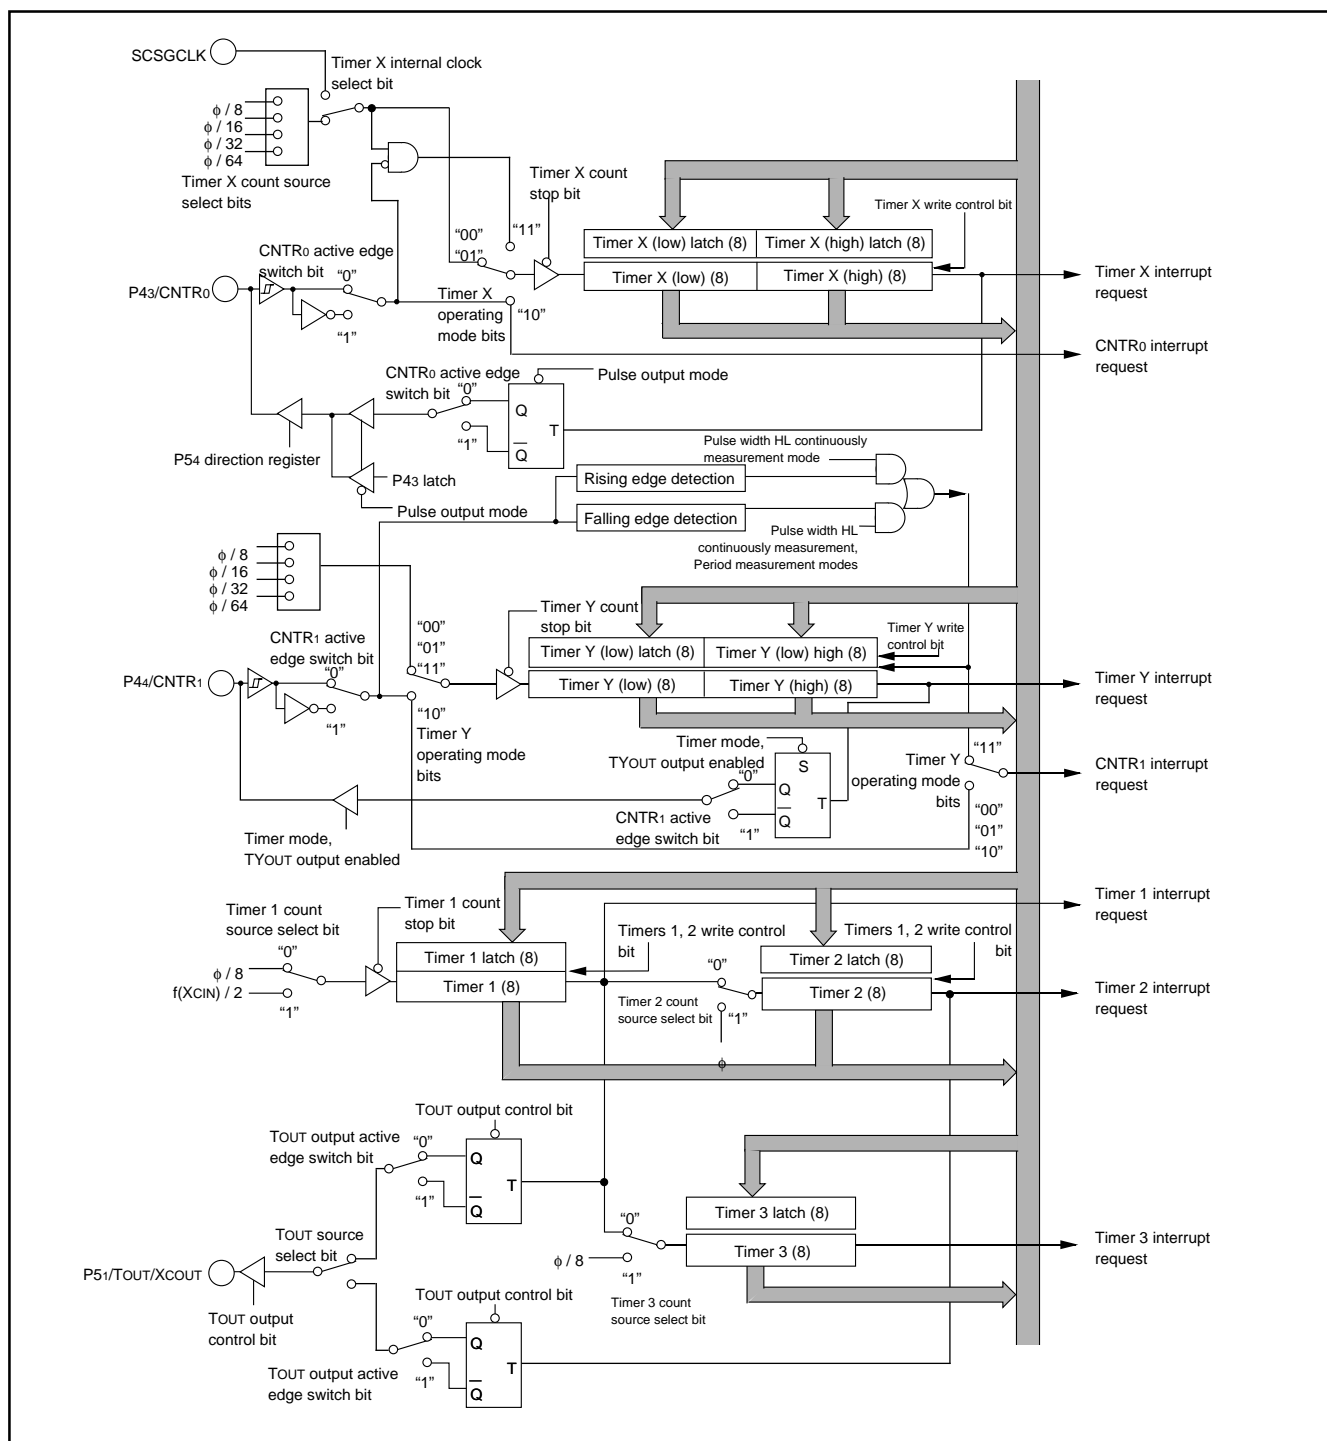 SCSGCLK
Timer X internal clock
select bit
ϕ / 8
ϕ / 16
ϕ / 32
ϕ / 64
Timer X count source
select bits
Timer X count
stop bit
Timer X write control bit
"00"
"01"
"11"
Timer X (low) latch (8)
Timer X (high) latch (8)
Timer X (low) (8)
Timer X (high) (8)
Timer X interrupt
request
CNTR0 active edge
switch bit
"0"
P43/CNTR0
"1"
Timer X
operating
mode bits
"10"
CNTR0 interrupt
request
CNTR0 active edge
switch bit
"0"
Pulse output mode
Q
T
Q
"1"
P54 direction register
P43 latch
Pulse output mode
Pulse width HL continuously
measurement mode
Rising edge detection
Falling edge detection
Pulse width HL
continuously measurement,
Period measurement modes
ϕ / 8
ϕ / 16
ϕ / 32
ϕ / 64
"00"
"01"
"11"
Timer Y count
stop bit
Timer Y write
control bit
Timer Y (low) latch (8)
Timer Y (low) high (8)
Timer Y (low) (8)
Timer Y (high) (8)
Timer Y interrupt
request
CNTR1 active
edge switch bit
"0"
P44/CNTR1
"1"
"10"
Timer Y
operating mode
bits
Timer mode,
TYOUT output enabled
"0"
S
Q
T
Q
CNTR1 active
edge switch bit
"1"
Timer Y
operating mode
bits
"11"
"00"
"01"
"10"
CNTR1 interrupt
request
Timer mode,
TYOUT output enabled
Timer 1 count
source select bit
"0"
ϕ / 8
f(XCIN) / 2
"1"
Timer 1 count
stop bit
Timers 1, 2 write control
bit
Timer 1 latch (8)
Timer 1 (8)
Timers 1, 2 write control
bit
Timer 2 latch (8)
Timer 2 (8)
"0"
Timer 2 count
source select bit
"1"
ϕ
Timer 1 interrupt
request
Timer 2 interrupt
request
TOUT output active
edge switch bit
TOUT output control bit
"0"
Q
T
Q
"1"
TOUT source
select bit
P51/TOUT/XCOUT
TOUT output
control bit
TOUT output control bit
"0"
Q
T
Q
"1"
TOUT output active
edge switch bit
"0"
ϕ / 8
"1"
Timer 3 count
source select bit
Timer 3 latch (8)
Timer 3 (8)
Timer 3 interrupt
request